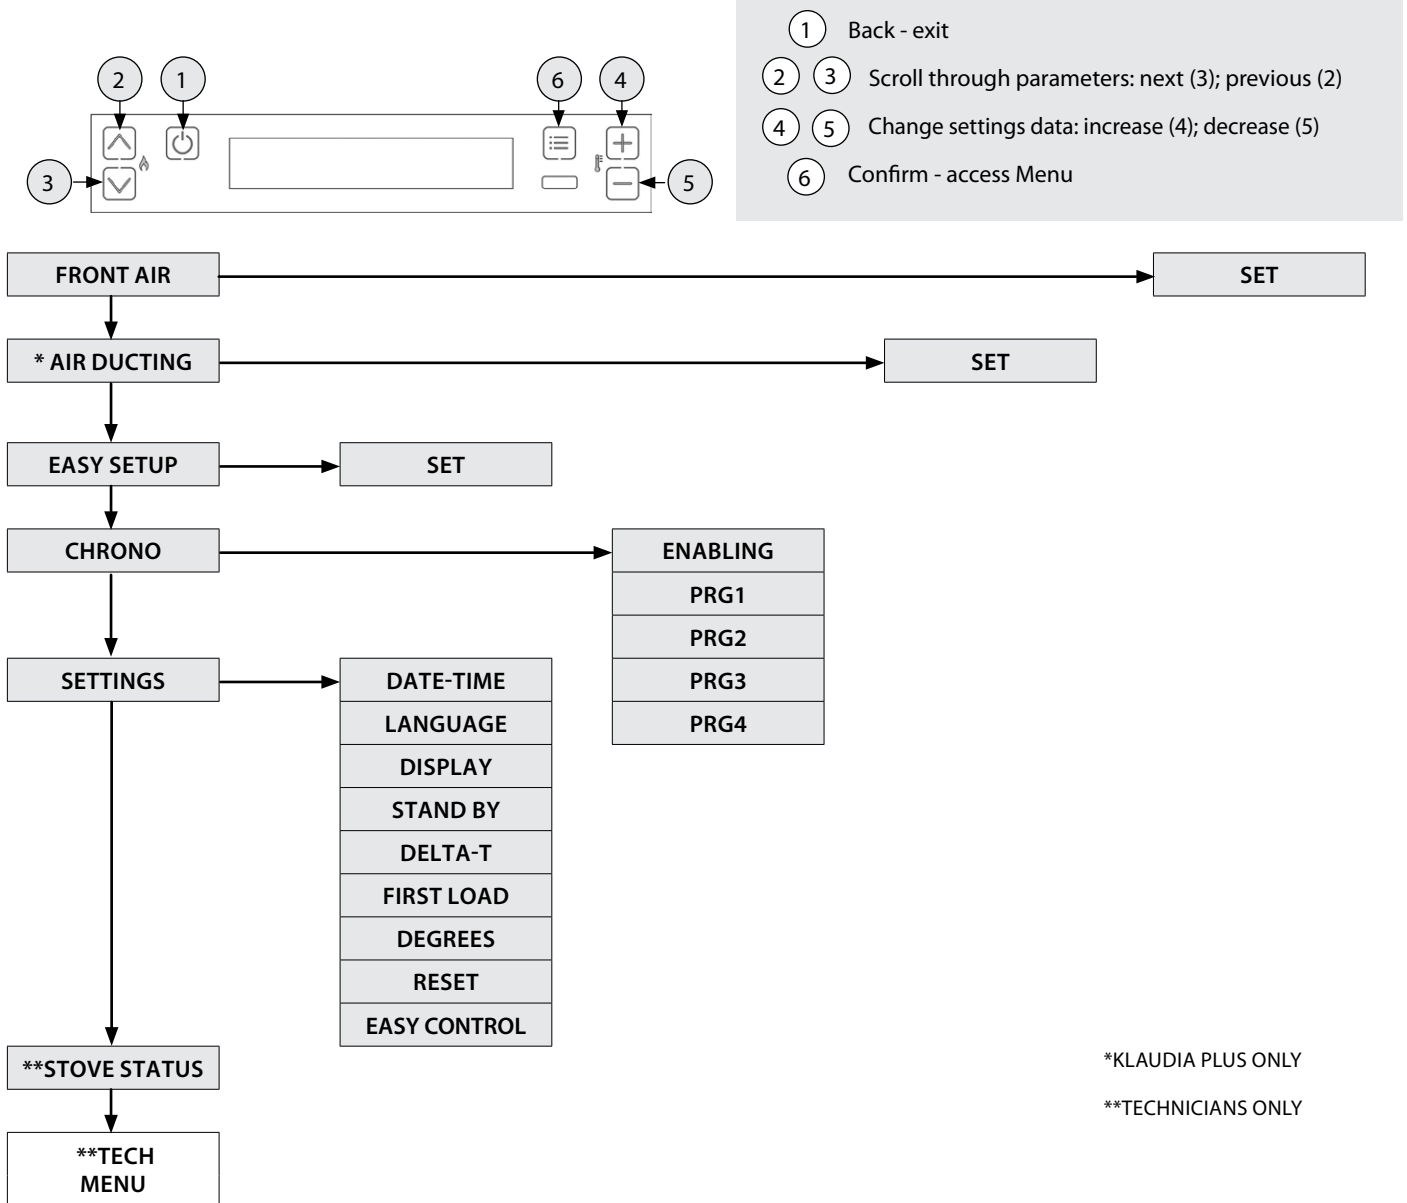 1 Back - exit
2 3 Scroll through parameters: next (3); previous (2)
4 5 Change settings data: increase (4); decrease (5)
6 Confirm - access Menu
2 1 6 4
3 5
FRONT AIR SET
* AIR DUCTING SET
EASY SETUP SET
CHRONO ENABLING
PRG1
PRG2
PRG3
PRG4
SETTINGS DATE-TIME
LANGUAGE
DISPLAY
STAND BY
DELTA-T
FIRST LOAD
DEGREES
RESET
EASY CONTROL
**STOVE STATUS
**TECH
MENU
*KLAUDIA PLUS ONLY
**TECHNICIANS ONLY